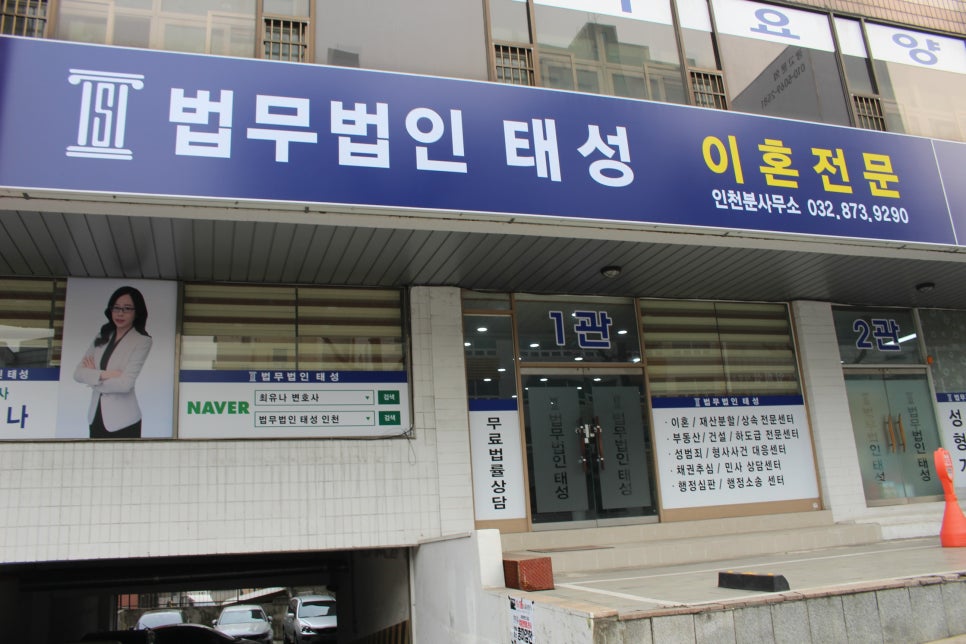 요 양
법무법인 태성 이혼전문
인천분사무소 032.873.9290
1관
2관
법무법인 태성
NAVER
최유나 변호사 검색
법무법인 태성 인천 검색
나
무료법률상담
법무법인태성
법무법인태성
법무법인 태성
· 이혼 / 재산분할/상속 전문센터
· 부동산 / 건설 / 하도급 전문센터
· 성범죄 / 형사사건 대응센터
· 채권추심 / 민사 상담센터
· 행정심판 / 행정소송 센터
법무법인태성
성
형